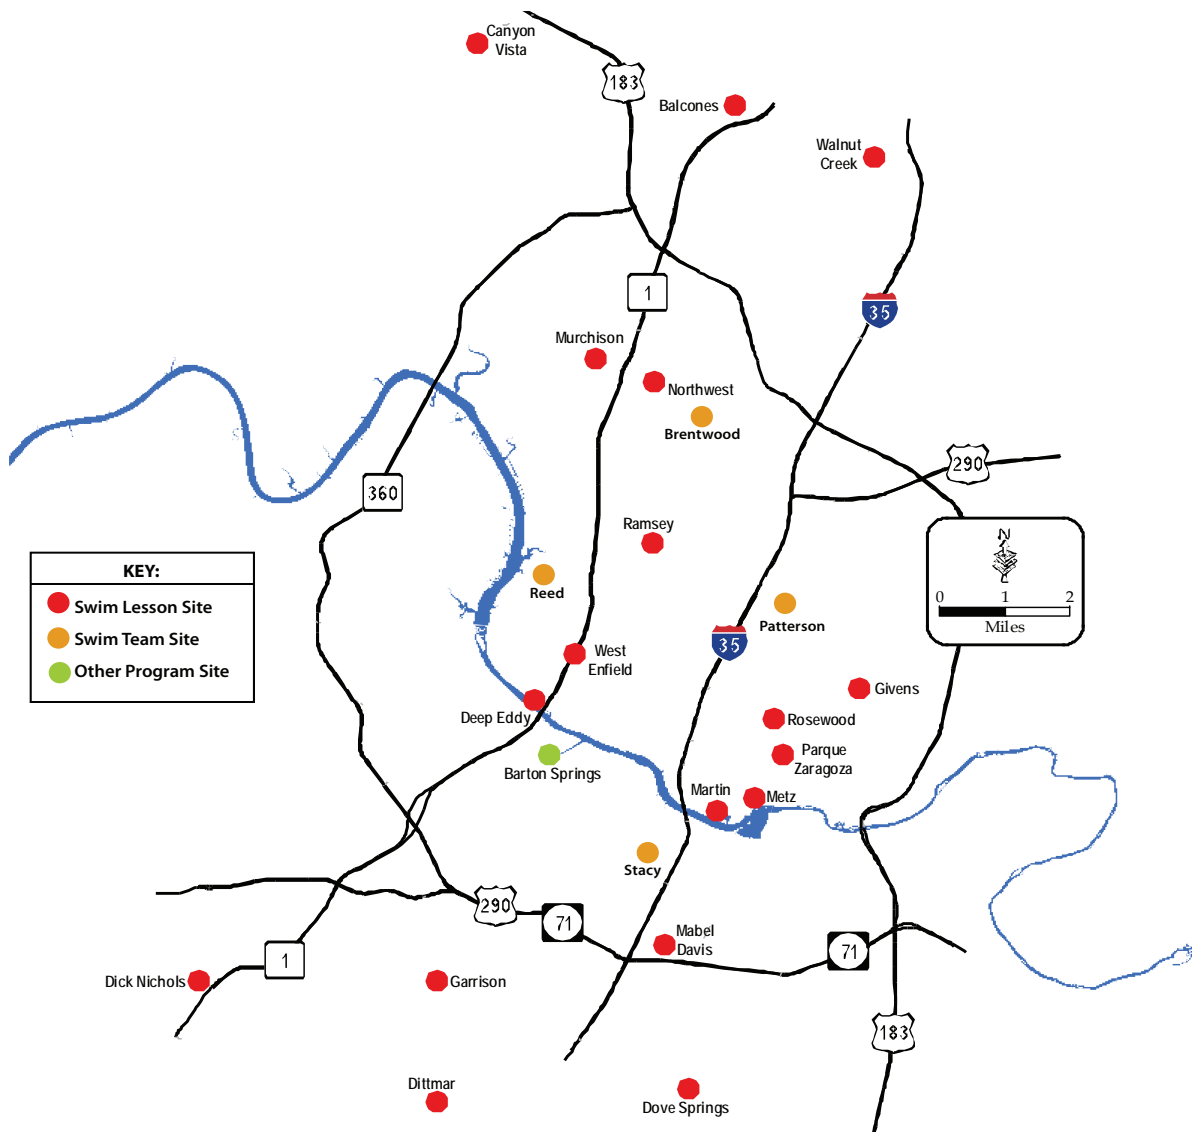 Canyon
Vista
183
Balcones
Walnut
Creek
1
35
Murchison
Northwest
Brentwood
290
360
Ramsey
N
0 1 2
Miles
KEY:
Swim Lesson Site
Swim Team Site
Other Program Site
Reed
Patterson
35
West
Enfield
Givens
Deep Eddy
Rosewood
Barton Springs
Parque
Zaragoza
Martin
Metz
Stacy
290
71
Mabel
Davis
71
1
Dick Nichols
Garrison
183
Dittmar
Dove Springs